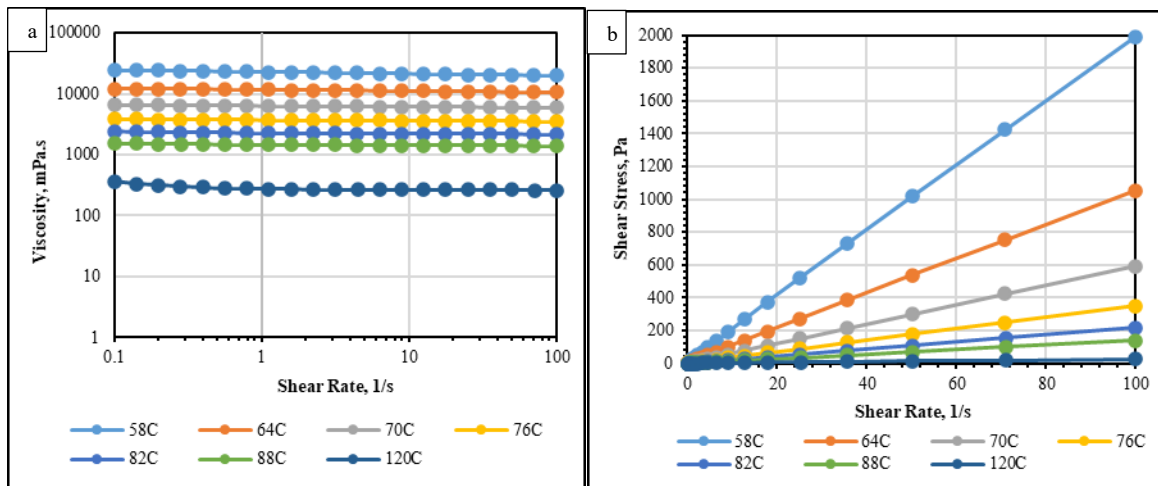 a
100000
10000
1000
100
10
1
Viscosity, mPa.s
0.1 1 10 100
Shear Rate, 1/s
58C 64C 70C 76C
82C 88C 120C
b
2000
1800
1600
1400
1200
1000
800
600
400
200
0
Shear Stress, Pa
0 20 40 60 80 100
Shear Rate, 1/s
58C 64C 70C 76C
82C 88C 120C